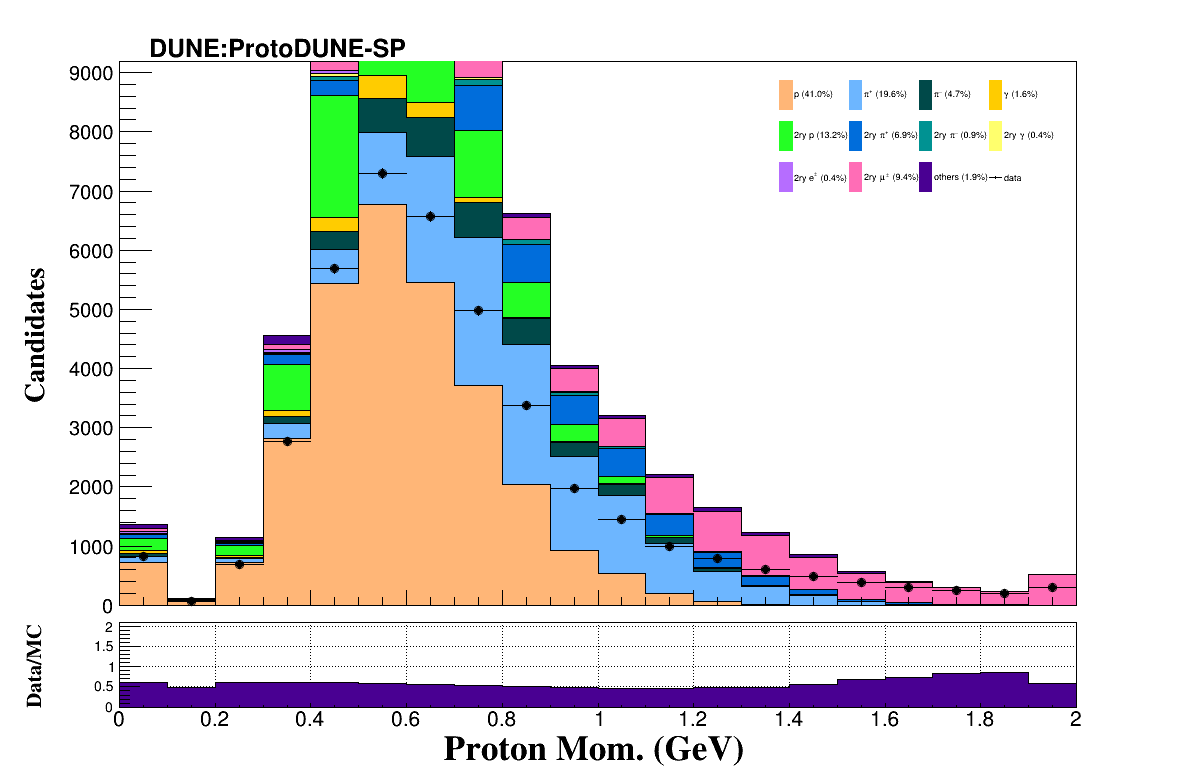 DUNE:ProtoDUNE-SP
9000
8000
7000
6000
5000
4000
3000
2000
1000
0
Candidates
p (41.0%) π⁺ (19.6%) π⁻ (4.7%) γ (1.6%)
2ry p (13.2%) 2ry π⁺ (6.9%) 2ry π⁻ (0.9%) 2ry γ (0.4%)
2ry e± (0.4%) 2ry μ± (9.4%) others (1.9%) data
2
1.5
1
0.5
0
Data/MC
0 0.2 0.4 0.6 0.8 1 1.2 1.4 1.6 1.8 2
Proton Mom. (GeV)